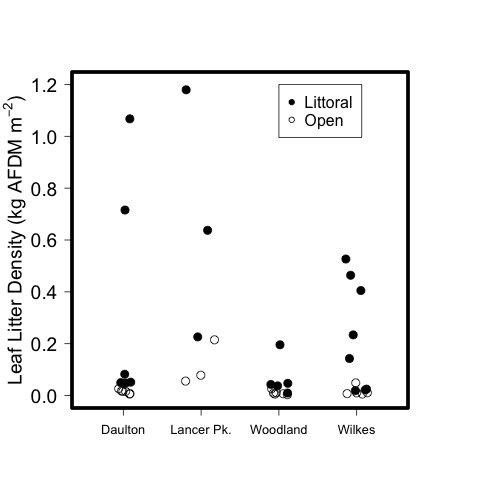 Leaf Litter Density (kg AFDM m−2)
1.2
1.0
0.8
0.6
0.4
0.2
0.0
Littoral
Open
Daulton Lancer Pk. Woodland Wilkes